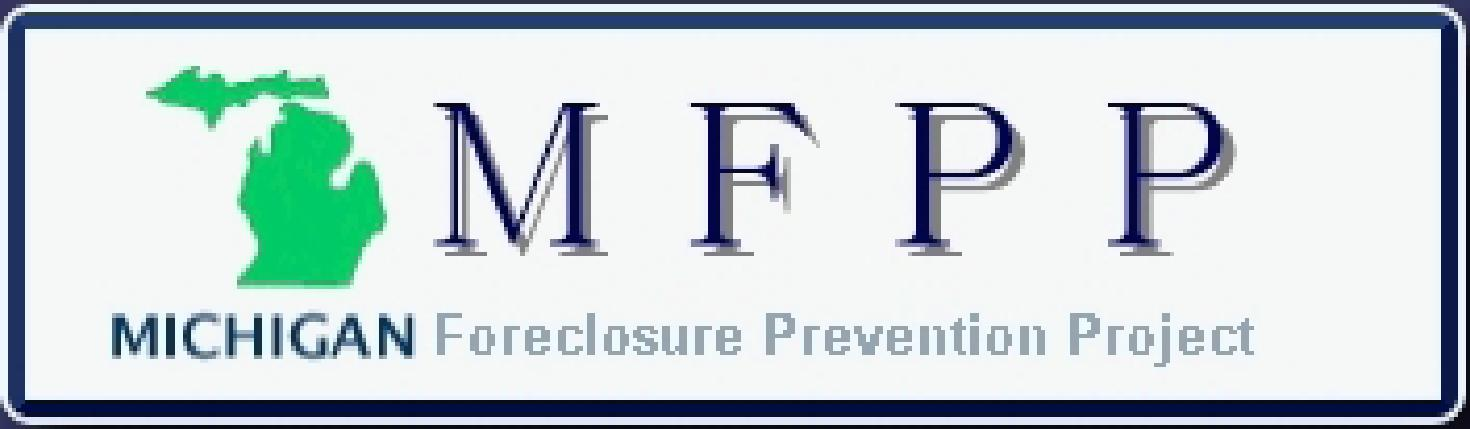 M F P P
MICHIGAN Foreclosure Prevention Project